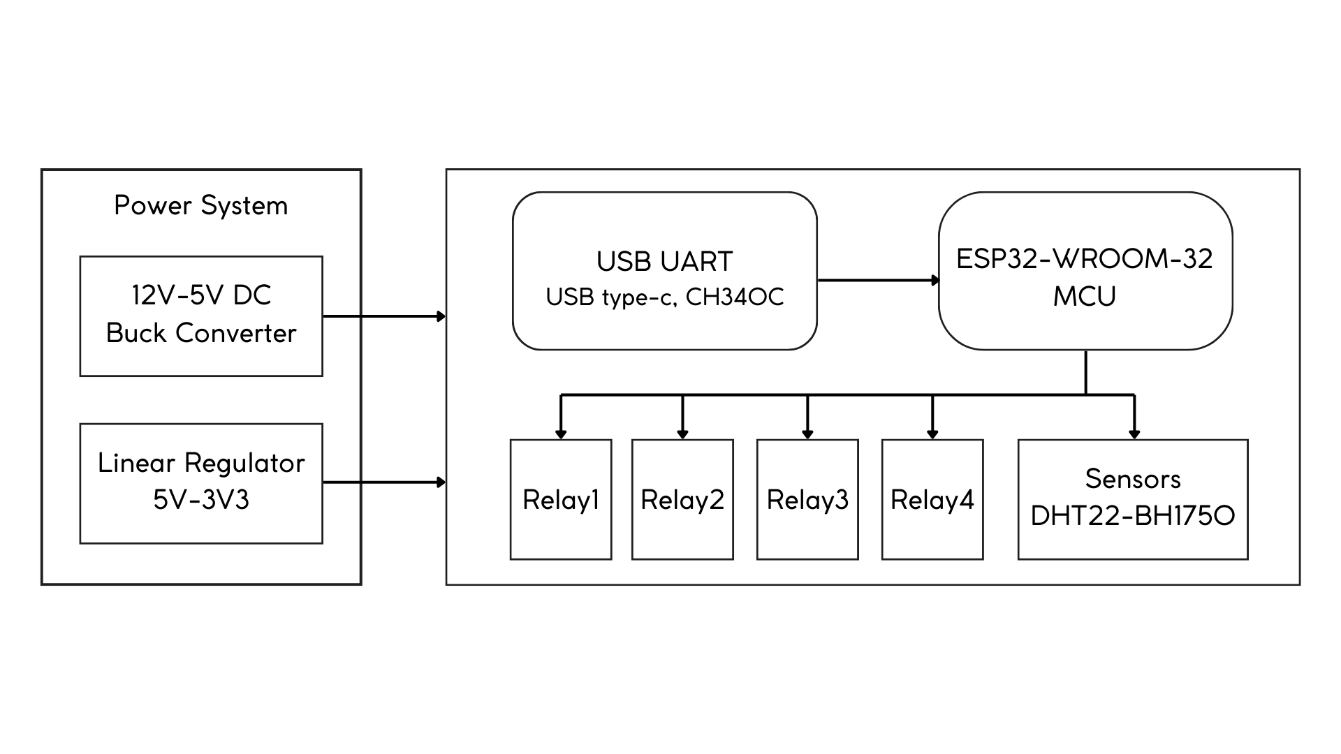 Power System
12V-5V DC
Buck Converter
Linear Regulator
5V-3V3
USB UART
USB type-c, CH340C
ESP32-WROOM-32
MCU
Relay1
Relay2
Relay3
Relay4
Sensors
DHT22-BH1750